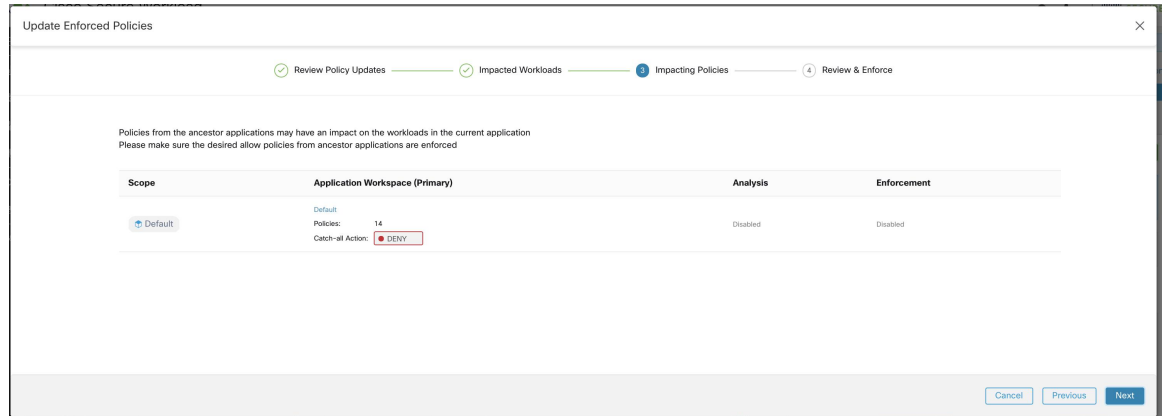 Update Enforced Policies
Review Policy Updates
Impacted Workloads
3 Impacting Policies
4 Review & Enforce
Policies from the ancestor applications may have an impact on the workloads in the current application
Please make sure the desired allow policies from ancestor applications are enforced
Scope Application Workspace (Primary) Analysis Enforcement
Default
Default
Policies: 14
Catch-all Action: DENY
Disabled
Disabled
Cancel
Previous
Next